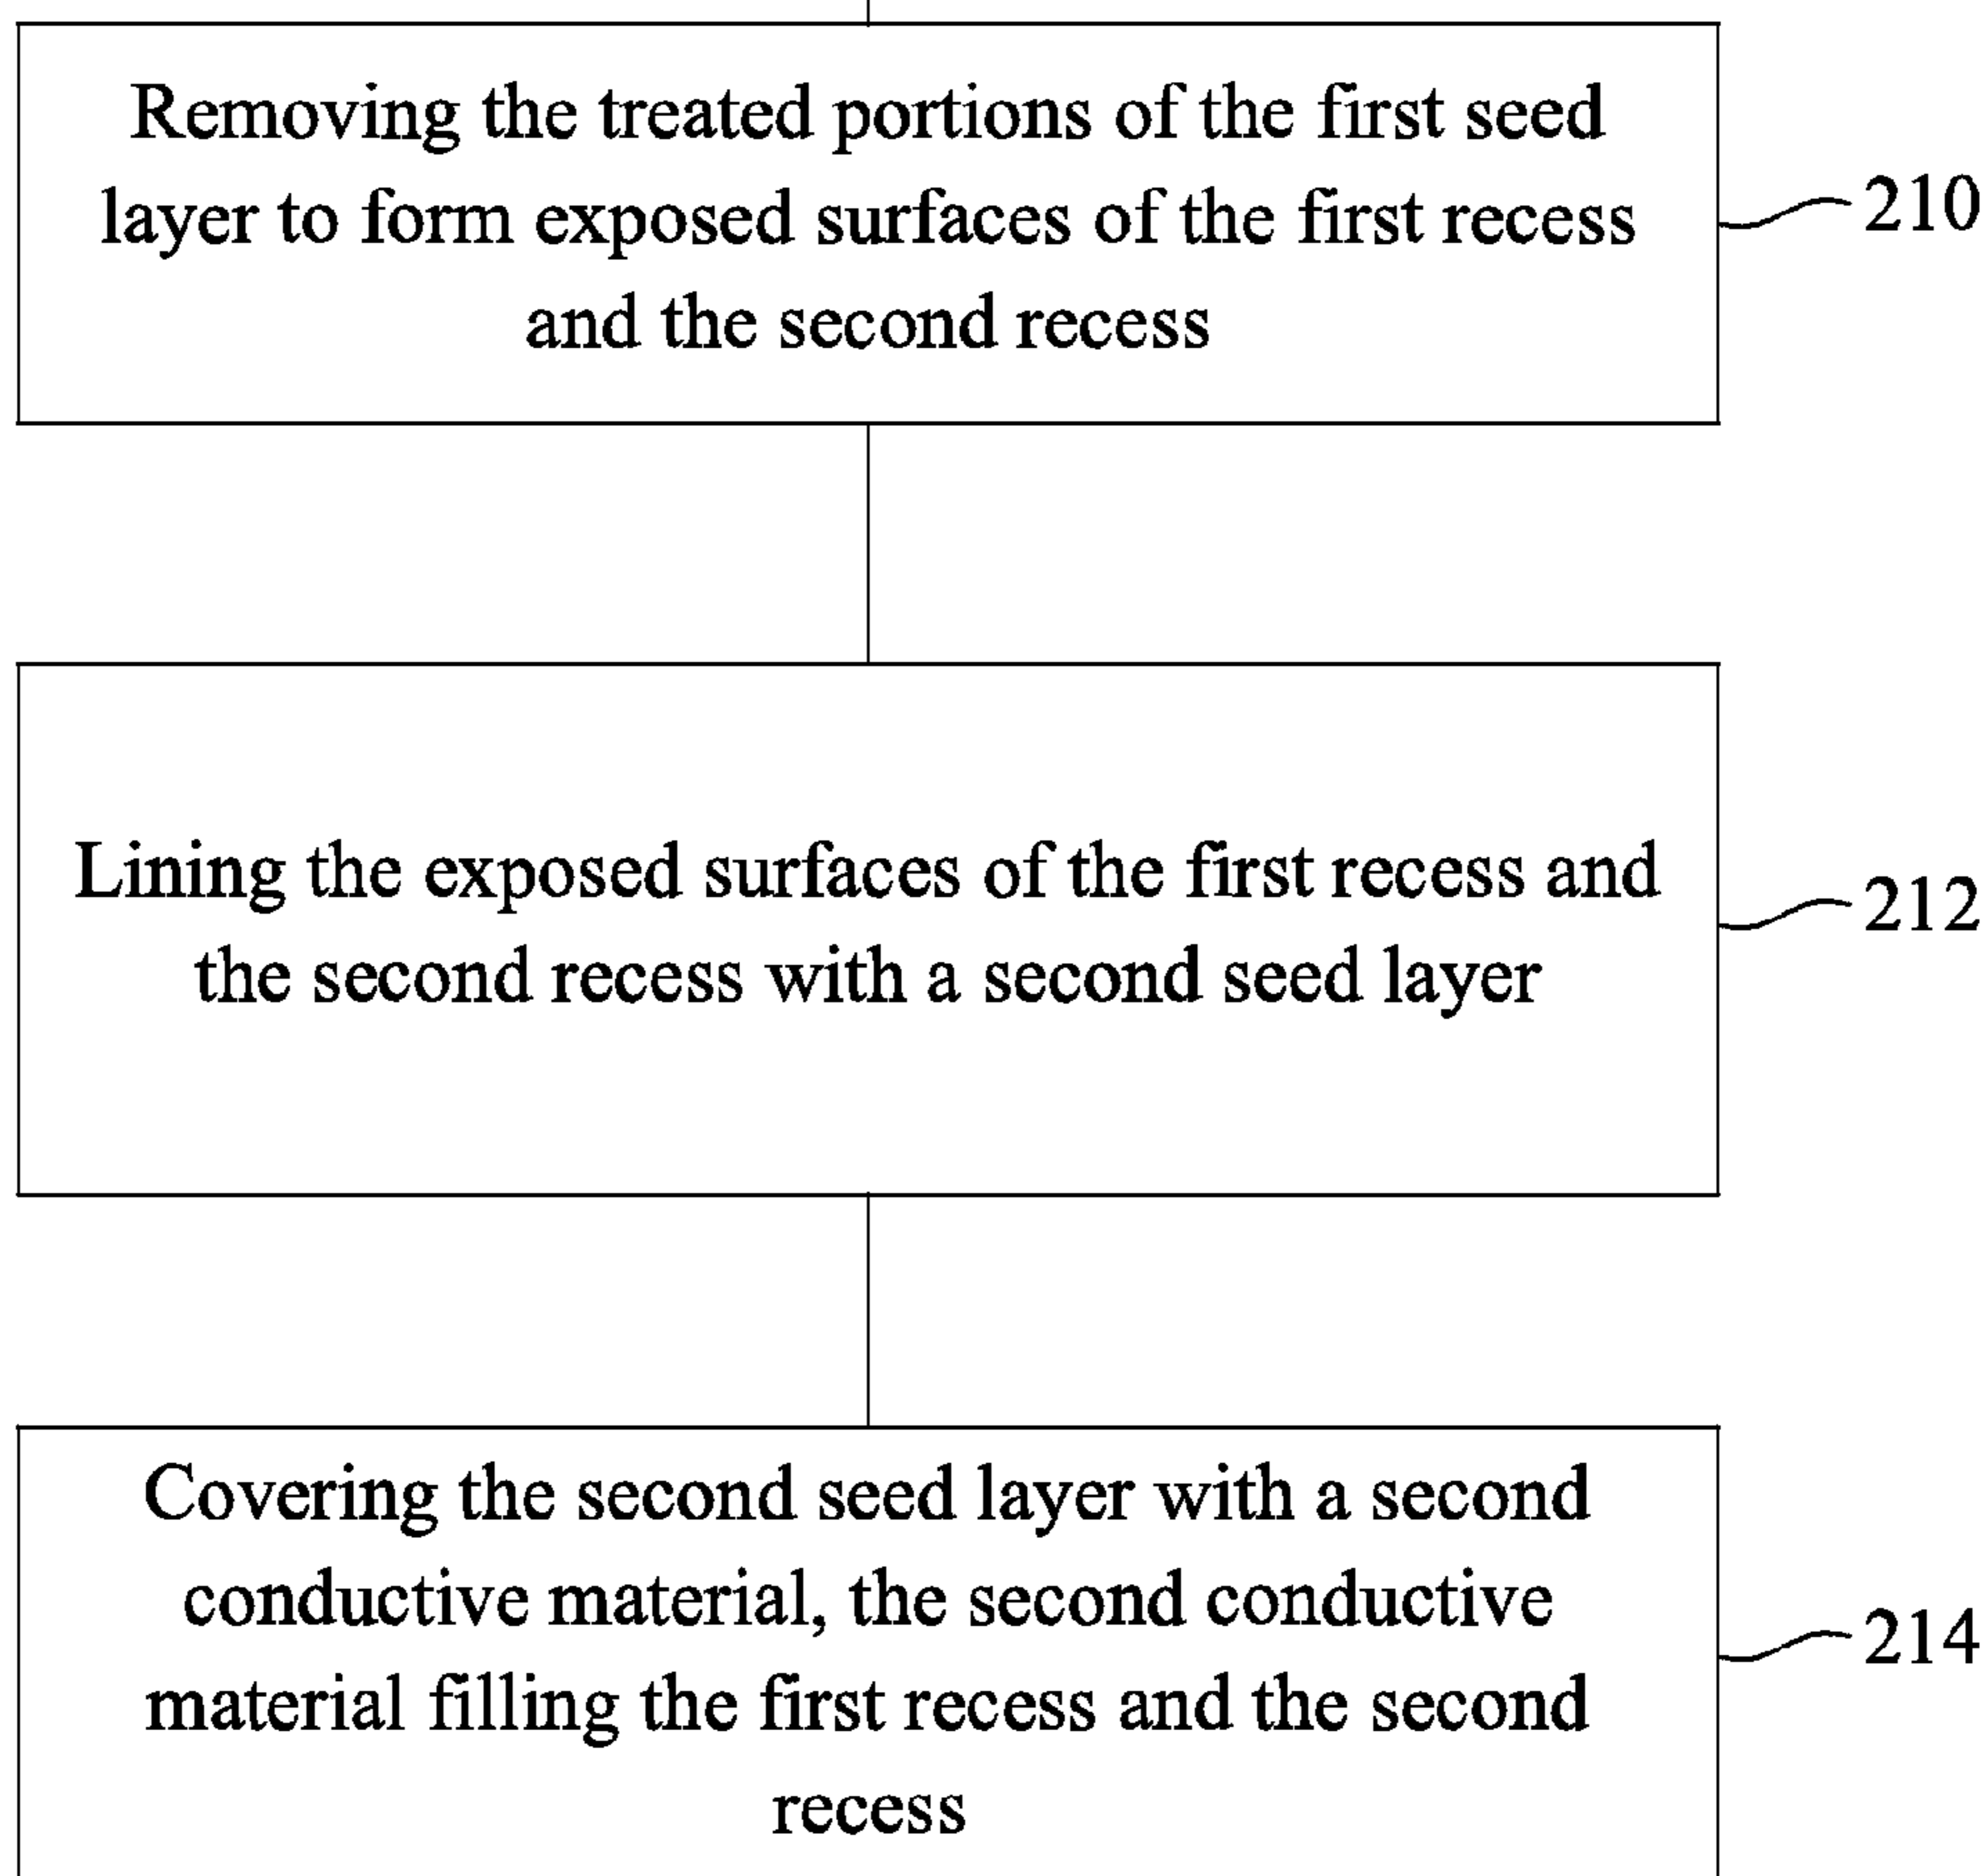 Removing the treated portions of the first seed
layer to form exposed surfaces of the first recess
and the second recess
210
Lining the exposed surfaces of the first recess and
the second recess with a second seed layer
212
Covering the second seed layer with a second
conductive material, the second conductive
material filling the first recess and the second
recess
214